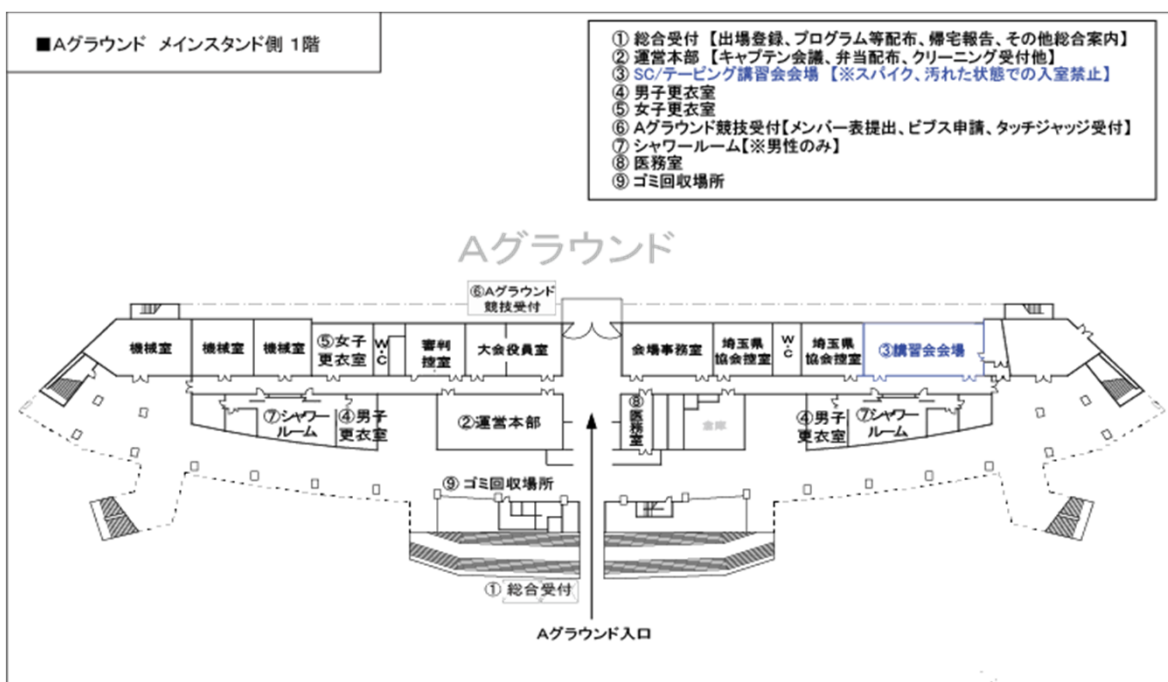 ■Aグラウンド メインスタンド側 1階
① 総合受付 【出場登録、プログラム等配布、帰宅報告、その他総合案内】
② 運営本部 【キャプテン会議、弁当配布、クリーニング受付他】
③ SC/テーピング講習会会場 【※スパイク、汚れた状態での入室禁止】
④ 男子更衣室
⑤ 女子更衣室
⑥ Aグラウンド競技受付【メンバー表提出、ビブス申請、タッチジャッジ受付】
⑦ シャワールーム【※男性のみ】
⑧ 医務室
⑨ ゴミ回収場所
Aグラウンド
⑥Aグラウンド
競技受付
機械室
機械室
機械室
⑤女子
更衣室
W・C
審判
控室
大会役員室
会場事務室
埼玉県
協会控室
W・C
埼玉県
協会控室
③講習会会場
⑦シャワー
ルーム
④男子
更衣室
②運営本部
⑧医務室
倉庫
④男子
更衣室
⑦シャワー
ルーム
⑨ ゴミ回収場所
① 総合受付
Aグラウンド入口